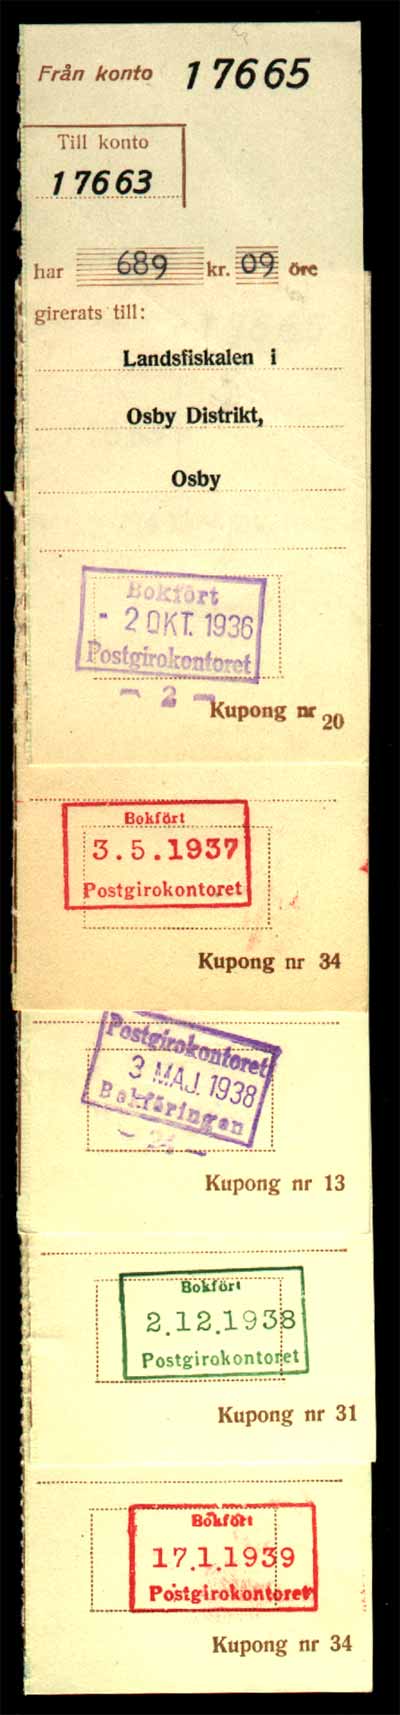 Från konto 17665
Till konto
17663
har 689 kr. 09 öre
girerats till:
Landsfiskalen i
Osby Distrikt,
Osby
Bokfört
- 2 OKT. 1936
Postgirokontoret
- 2 -
Kupong nr 20
Bokfört
3.5.1937
Postgirokontoret
Kupong nr 34
Postgirokontoret
3 MAJ. 1938
Bokföringen
- 24 -
Kupong nr 13
Bokfört
2.12.1938
Postgirokontoret
Kupong nr 31
Bokfört
17.1.1939
Postgirokontoret
Kupong nr 34